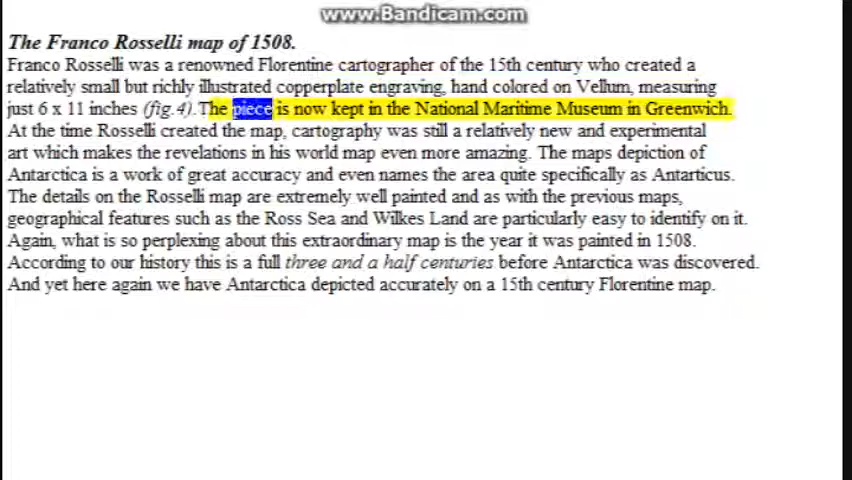 www.Bandicam.com
The Franco Rosselli map of 1508.
Franco Rosselli was a renowned Florentine cartographer of the 15th century who created a
relatively small but richly illustrated copperplate engraving, hand colored on Vellum, measuring
just 6 x 11 inches (fig.4). The piece is now kept in the National Maritime Museum in Greenwich.
At the time Rosselli created the map, cartography was still a relatively new and experimental
art which makes the revelations in his world map even more amazing. The maps depiction of
Antarctica is a work of great accuracy and even names the area quite specifically as Antarticus.
The details on the Rosselli map are extremely well painted and as with the previous maps,
geographical features such as the Ross Sea and Wilkes Land are particularly easy to identify on it.
Again, what is so perplexing about this extraordinary map is the year it was painted in 1508.
According to our history this is a full three and a half centuries before Antarctica was discovered.
And yet here again we have Antarctica depicted accurately on a 15th century Florentine map.